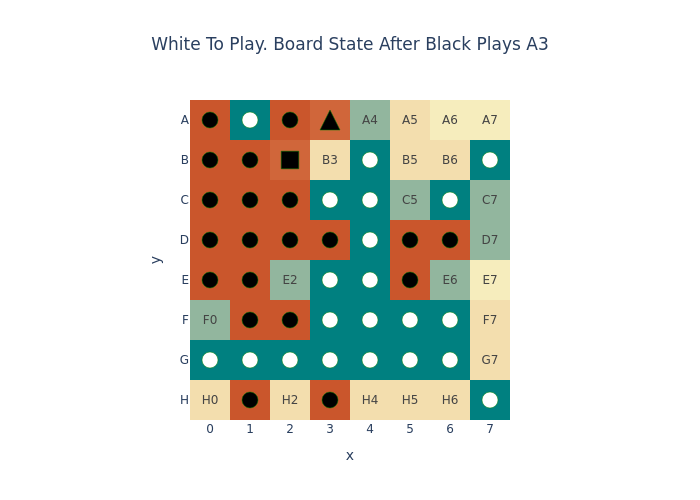 White To Play. Board State After Black Plays A3
A A4 A5 A6 A7
B B3 B5 B6
C C5 C7
D D7
E E2 E6 E7
F F0 F7
G G7
H H0 H2 H4 H5 H6
0 1 2 3 4 5 6 7
x
y